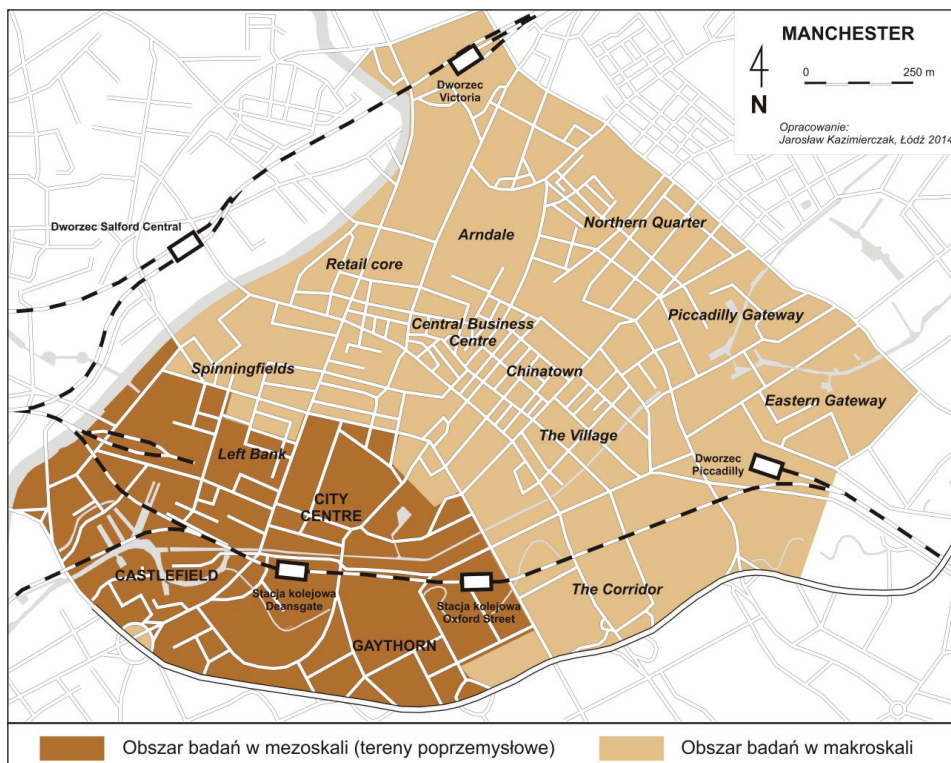 MANCHESTER
0 250 m
N
Opracowanie:
Jarosław Kazimierczak, Łódź 2014
Dworzec
Victoria
Dworzec Salford Central
Northern Quarter
Arndale
Retail core
Piccadilly Gateway
Central Business
Centre
Spinningfields
Chinatown
Eastern Gateway
The Village
Left Bank
Dworzec
Piccadilly
CITY
CENTRE
CASTLEFIELD
Stacja kolejowa
Deansgate
Stacja kolejowa
Oxford Street
The Corridor
GAYTHORN
Obszar badań w mezoskali (tereny poprzemysłowe)
Obszar badań w makroskali